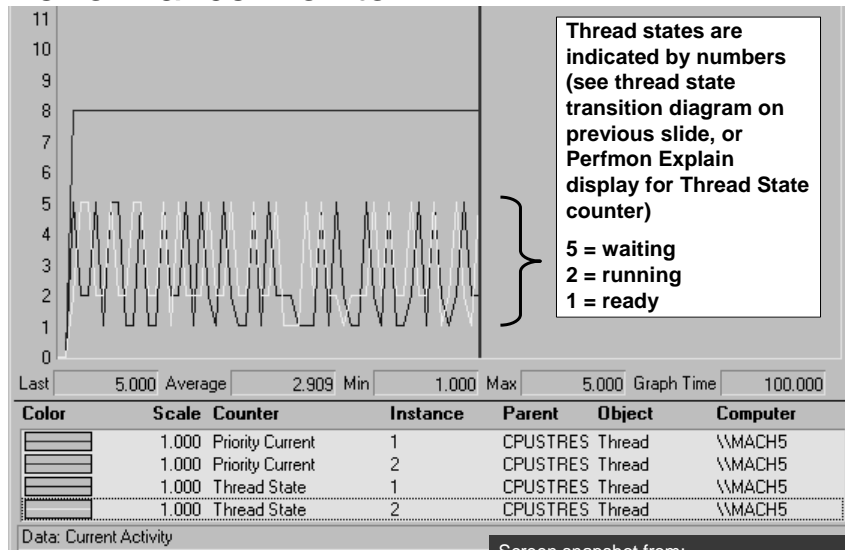 11
10
9
8
7
6
5
4
3
2
1
0
Thread states are
indicated by numbers
(see thread state
transition diagram on
previous slide, or
Perfmon Explain
display for Thread State
counter)
5 = waiting
2 = running
1 = ready
Last 5.000 Average 2.909 Min 1.000 Max 5.000 Graph Time 100.000
Color Scale Counter Instance Parent Object Computer
1.000 Priority Current 1 CPUSTRES Thread \\MACH5
1.000 Priority Current 2 CPUSTRES Thread \\MACH5
1.000 Thread State 1 CPUSTRES Thread \\MACH5
1.000 Thread State 2 CPUSTRES Thread \\MACH5
Data: Current Activity
Screen snapshot from: